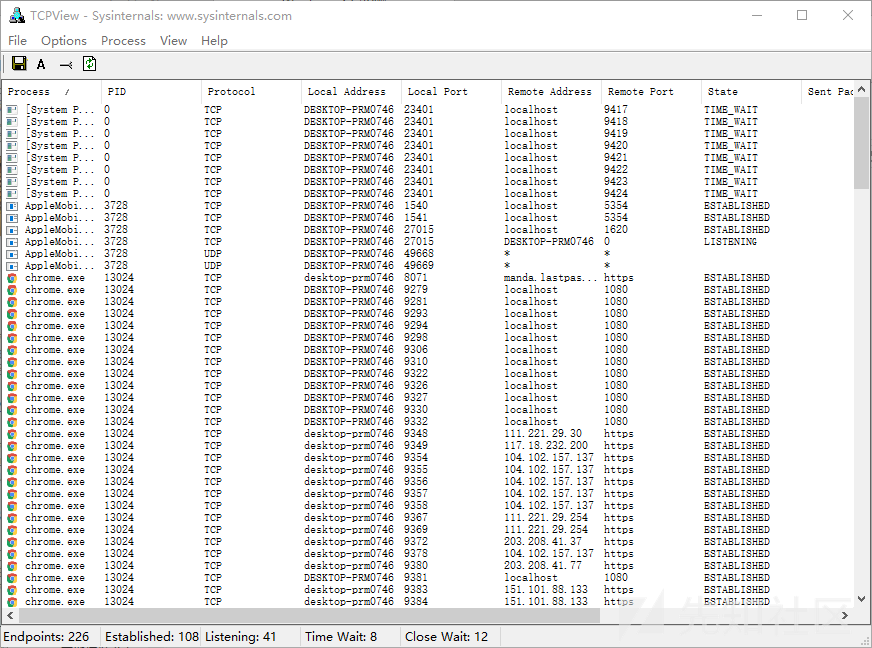 TCPView - Sysinternals: www.sysinternals.com
File Options Process View Help
A
Process / PID Protocol Local Address Local Port Remote Address Remote Port State Sent Pac
[System P... 0 TCP DESKTOP-PRM0746 23401 localhost 9417 TIME_WAIT
[System P... 0 TCP DESKTOP-PRM0746 23401 localhost 9418 TIME_WAIT
[System P... 0 TCP DESKTOP-PRM0746 23401 localhost 9419 TIME_WAIT
[System P... 0 TCP DESKTOP-PRM0746 23401 localhost 9420 TIME_WAIT
[System P... 0 TCP DESKTOP-PRM0746 23401 localhost 9421 TIME_WAIT
[System P... 0 TCP DESKTOP-PRM0746 23401 localhost 9422 TIME_WAIT
[System P... 0 TCP DESKTOP-PRM0746 23401 localhost 9423 TIME_WAIT
[System P... 0 TCP DESKTOP-PRM0746 23401 localhost 9424 TIME_WAIT
AppleMobi... 3728 TCP DESKTOP-PRM0746 1540 localhost 5354 ESTABLISHED
AppleMobi... 3728 TCP DESKTOP-PRM0746 1541 localhost 5354 ESTABLISHED
AppleMobi... 3728 TCP DESKTOP-PRM0746 27015 localhost 1620 ESTABLISHED
AppleMobi... 3728 TCP DESKTOP-PRM0746 27015 DESKTOP-PRM0746 0 LISTENING
AppleMobi... 3728 UDP DESKTOP-PRM0746 49668 * *
AppleMobi... 3728 UDP DESKTOP-PRM0746 49669 * *
chrome.exe 13024 TCP desktop-prm0746 8071 manda.lastpas... https ESTABLISHED
chrome.exe 13024 TCP DESKTOP-PRM0746 9279 localhost 1080 ESTABLISHED
chrome.exe 13024 TCP DESKTOP-PRM0746 9281 localhost 1080 ESTABLISHED
chrome.exe 13024 TCP DESKTOP-PRM0746 9293 localhost 1080 ESTABLISHED
chrome.exe 13024 TCP DESKTOP-PRM0746 9294 localhost 1080 ESTABLISHED
chrome.exe 13024 TCP DESKTOP-PRM0746 9298 localhost 1080 ESTABLISHED
chrome.exe 13024 TCP DESKTOP-PRM0746 9306 localhost 1080 ESTABLISHED
chrome.exe 13024 TCP DESKTOP-PRM0746 9310 localhost 1080 ESTABLISHED
chrome.exe 13024 TCP DESKTOP-PRM0746 9322 localhost 1080 ESTABLISHED
chrome.exe 13024 TCP DESKTOP-PRM0746 9326 localhost 1080 ESTABLISHED
chrome.exe 13024 TCP DESKTOP-PRM0746 9327 localhost 1080 ESTABLISHED
chrome.exe 13024 TCP DESKTOP-PRM0746 9330 localhost 1080 ESTABLISHED
chrome.exe 13024 TCP DESKTOP-PRM0746 9332 localhost 1080 ESTABLISHED
chrome.exe 13024 TCP desktop-prm0746 9348 111.221.29.30 https ESTABLISHED
chrome.exe 13024 TCP desktop-prm0746 9349 117.18.232.200 https ESTABLISHED
chrome.exe 13024 TCP desktop-prm0746 9354 104.102.157.137 https ESTABLISHED
chrome.exe 13024 TCP desktop-prm0746 9355 104.102.157.137 https ESTABLISHED
chrome.exe 13024 TCP desktop-prm0746 9356 104.102.157.137 https ESTABLISHED
chrome.exe 13024 TCP desktop-prm0746 9357 104.102.157.137 https ESTABLISHED
chrome.exe 13024 TCP desktop-prm0746 9358 104.102.157.137 https ESTABLISHED
chrome.exe 13024 TCP desktop-prm0746 9367 111.221.29.254 https ESTABLISHED
chrome.exe 13024 TCP desktop-prm0746 9369 111.221.29.254 https ESTABLISHED
chrome.exe 13024 TCP desktop-prm0746 9372 203.208.41.37 https ESTABLISHED
chrome.exe 13024 TCP desktop-prm0746 9378 104.102.157.137 https ESTABLISHED
chrome.exe 13024 TCP desktop-prm0746 9380 203.208.41.77 https ESTABLISHED
chrome.exe 13024 TCP DESKTOP-PRM0746 9381 localhost 1080 ESTABLISHED
chrome.exe 13024 TCP desktop-prm0746 9383 151.101.88.133 https ESTABLISHED
chrome.exe 13024 TCP desktop-prm0746 9384 151.101.88.133 https ESTABLISHED
先知社区
Endpoints: 226 Established: 108 Listening: 41 Time Wait: 8 Close Wait: 12